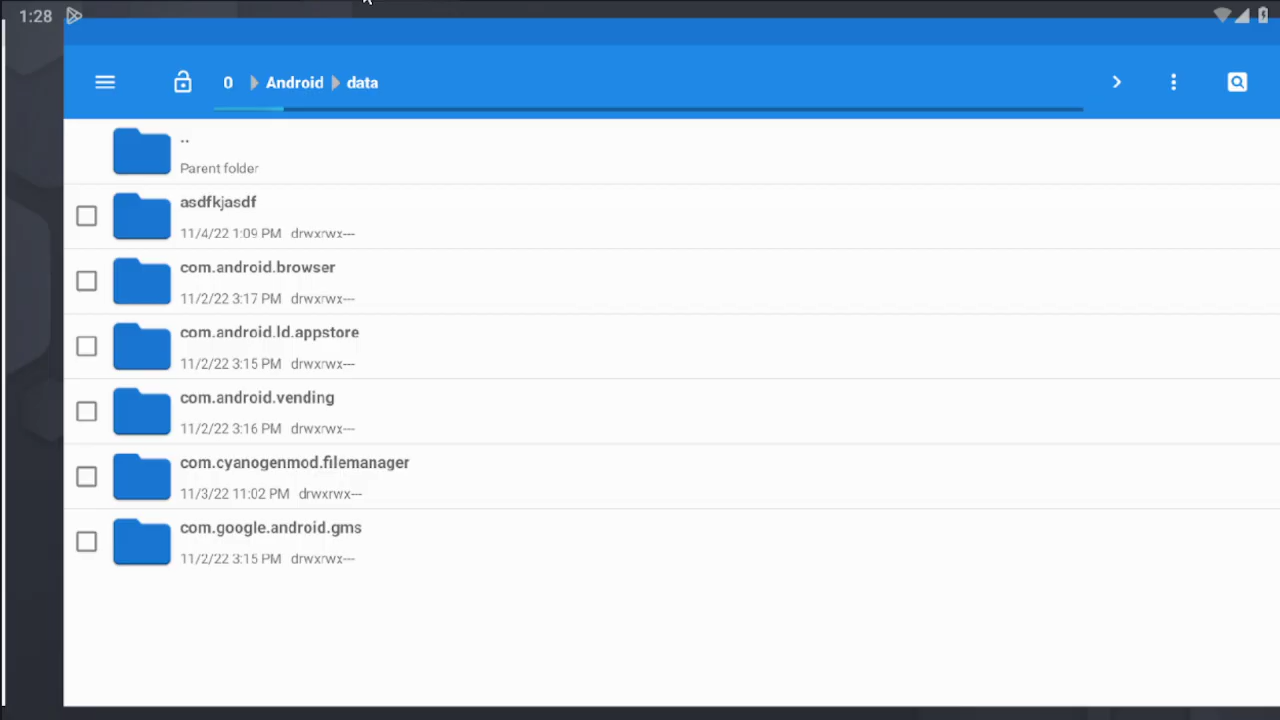 1:28
0 Android data
..
Parent folder
asdfkjasdf
11/4/22 1:09 PM drwxrwx---
com.android.browser
11/2/22 3:17 PM drwxrwx---
com.android.ld.appstore
11/2/22 3:15 PM drwxrwx---
com.android.vending
11/2/22 3:16 PM drwxrwx---
com.cyanogenmod.filemanager
11/3/22 11:02 PM drwxrwx---
com.google.android.gms
11/2/22 3:15 PM drwxrwx---